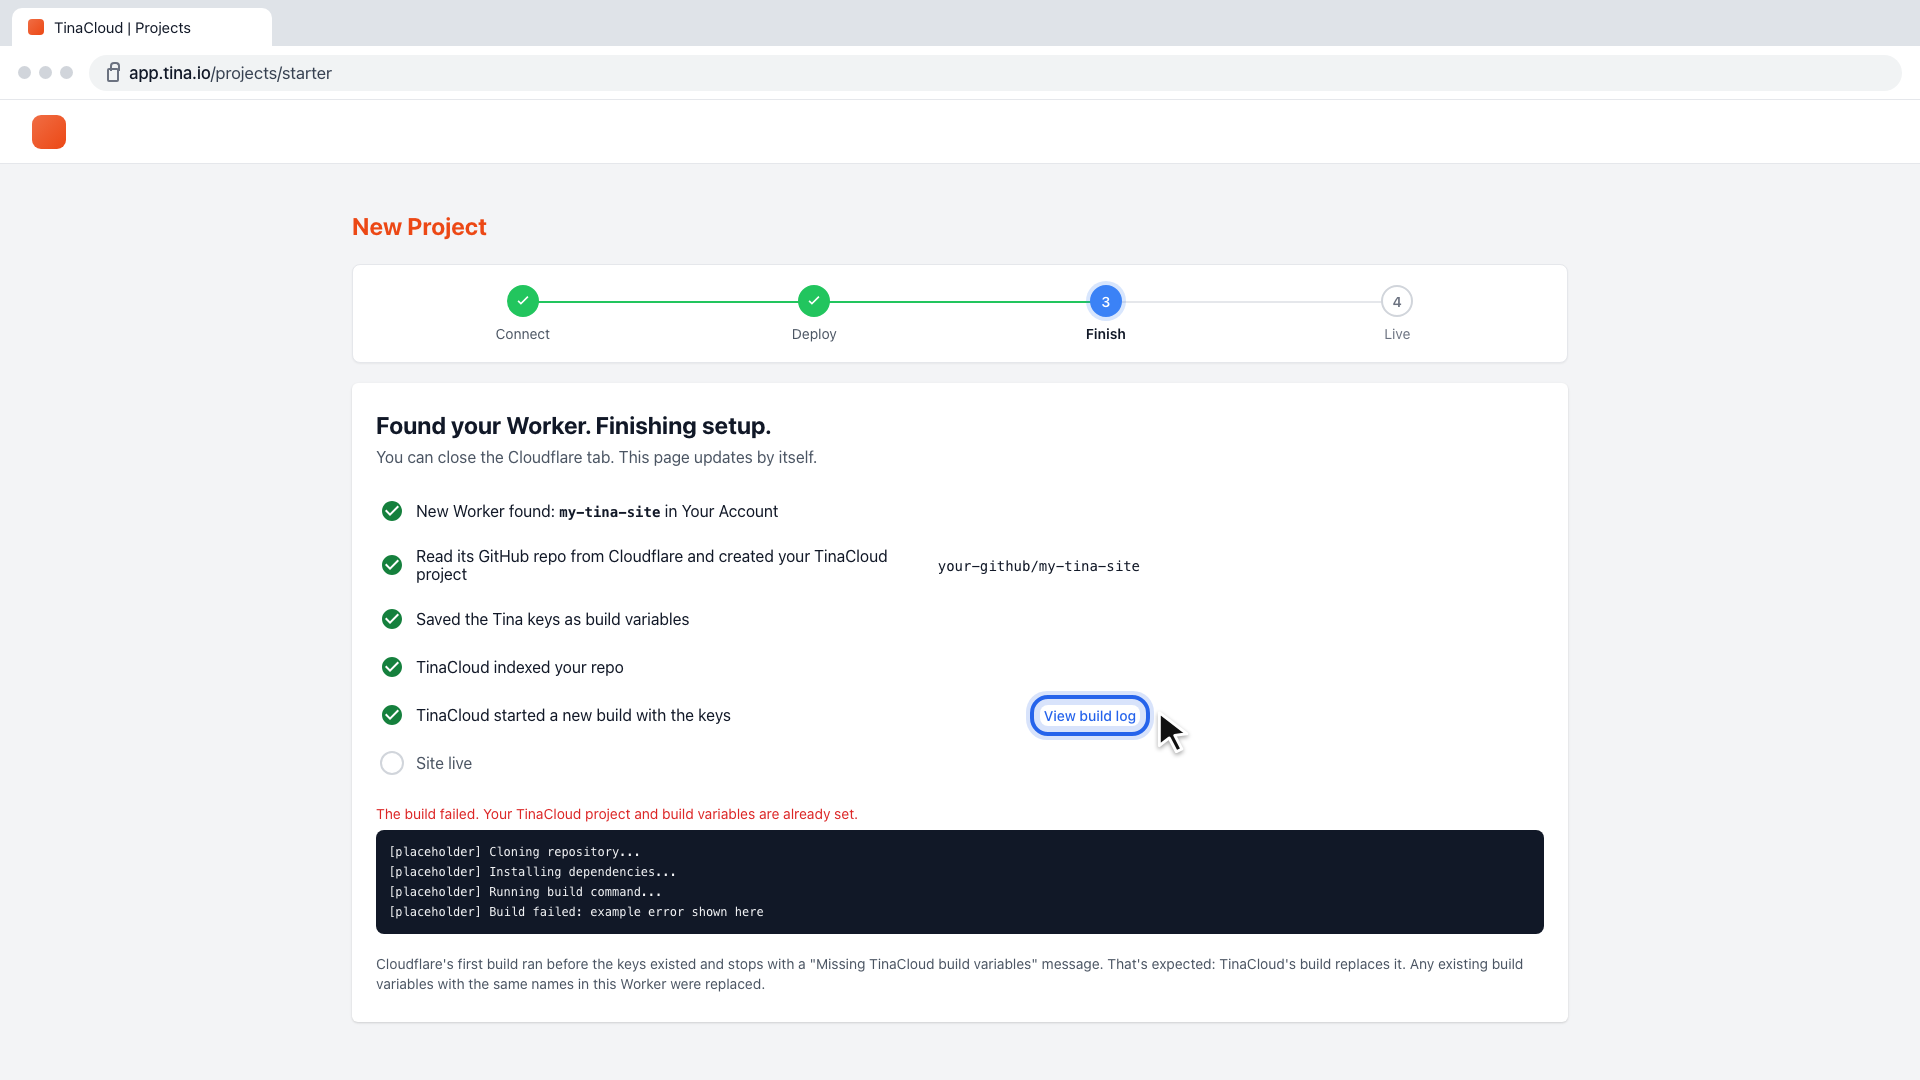 TinaCloud | Projects
app.tina.io/projects/starter
New Project
3
4
Connect
Deploy
Finish
Live
Found your Worker. Finishing setup.
You can close the Cloudflare tab. This page updates by itself.
New Worker found: my-tina-site in Your Account
Read its GitHub repo from Cloudflare and created your TinaCloud
project
your-github/my-tina-site
Saved the Tina keys as build variables
TinaCloud indexed your repo
TinaCloud started a new build with the keys
View build log
Site live
The build failed. Your TinaCloud project and build variables are already set.
[placeholder] Cloning repository...
[placeholder] Installing dependencies...
[placeholder] Running build command...
[placeholder] Build failed: example error shown here
Cloudflare's first build ran before the keys existed and stops with a "Missing TinaCloud build variables" message. That's expected: TinaCloud's build replaces it. Any existing build
variables with the same names in this Worker were replaced.